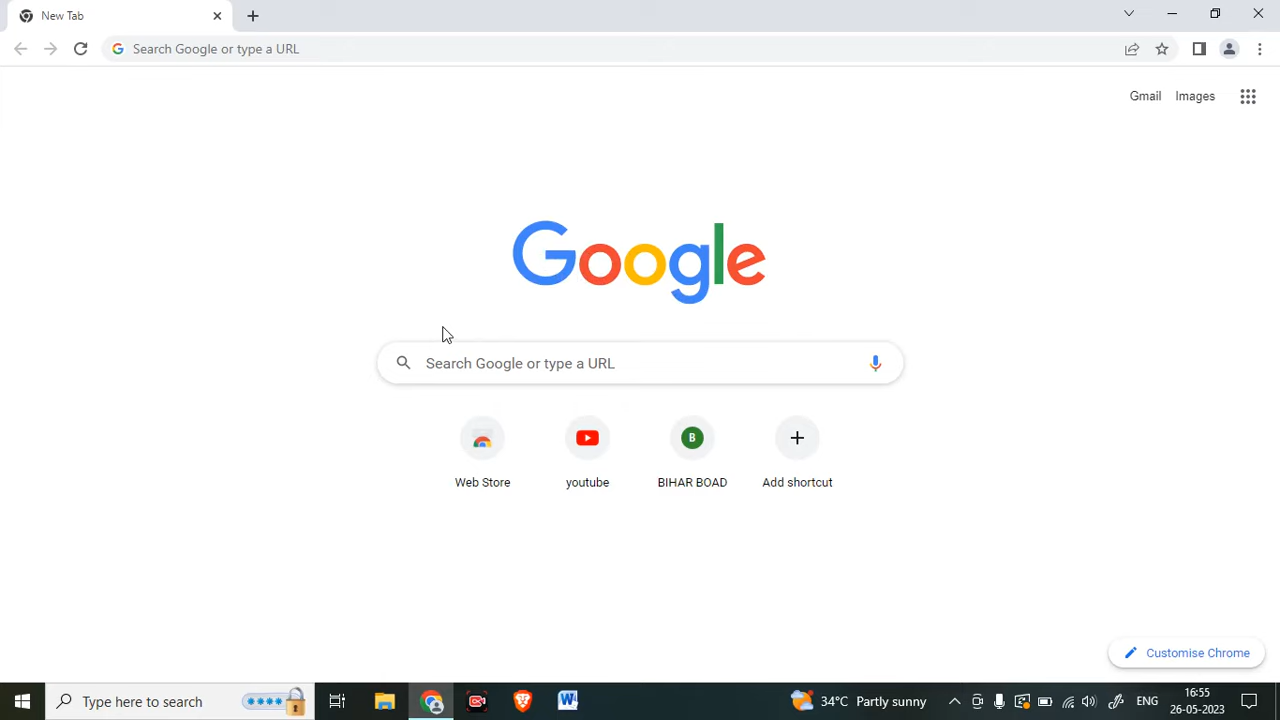 New Tab
Search Google or type a URL
Gmail Images
Google
Search Google or type a URL
B
Web Store youtube BIHAR BOAD Add shortcut
Customise Chrome
Type here to search
34°C Partly sunny
ENG
16:55
26-05-2023